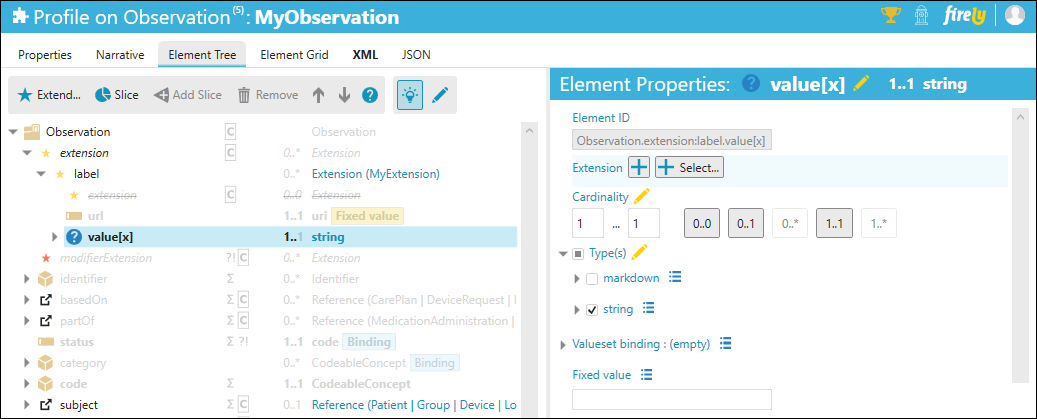 Profile on Observation(5): MyObservation
firely
Properties Narrative Element Tree Element Grid XML JSON
Extend... Slice Add Slice Remove
Observation C Observation
extension C 0..* Extension
label 0..* Extension (MyExtension)
extension C 0..0 Extension
url 1..1 uri Fixed value
value[x] 1..1 string
modifierExtension ?! C 0..* Extension
identifier Σ 0..* Identifier
basedOn Σ C 0..* Reference (CarePlan | DeviceRequest |
partOf Σ C 0..* Reference (MedicationAdministration |
status Σ ?! 1..1 code Binding
category 0..* CodeableConcept Binding
code Σ 1..1 CodeableConcept
subject Σ C 0..1 Reference (Patient | Group | Device | Lo
Element Properties: value[x] 1..1 string
Element ID
Observation.extension:label.value[x]
Extension Select...
Cardinality
1 ... 1 0..0 0..1 0..* 1..1 1..*
Type(s)
markdown
string
Valueset binding : (empty)
Fixed value